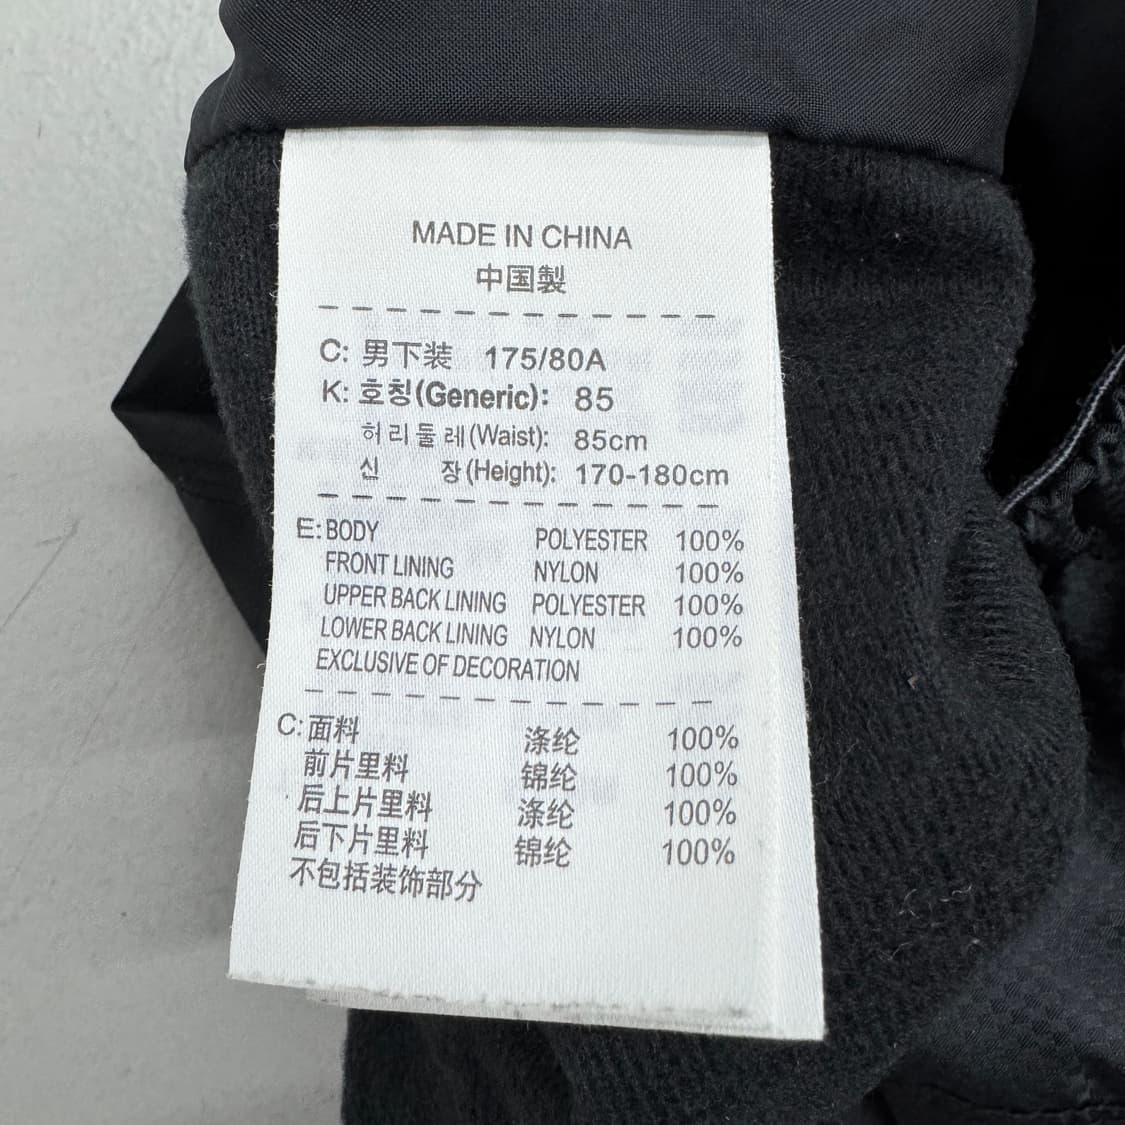 MADE IN CHINA
中国製
C: 男下装 175/80A
K: 호칭(Generic): 85
허리둘레(Waist): 85cm
신 장(Height): 170-180cm
E: BODY POLYESTER 100%
FRONT LINING NYLON 100%
UPPER BACK LINING POLYESTER 100%
LOWER BACK LINING NYLON 100%
EXCLUSIVE OF DECORATION
C: 面料 涤纶 100%
前片里料 锦纶 100%
后上片里料 涤纶 100%
后下片里料 锦纶 100%
不包括装饰部分